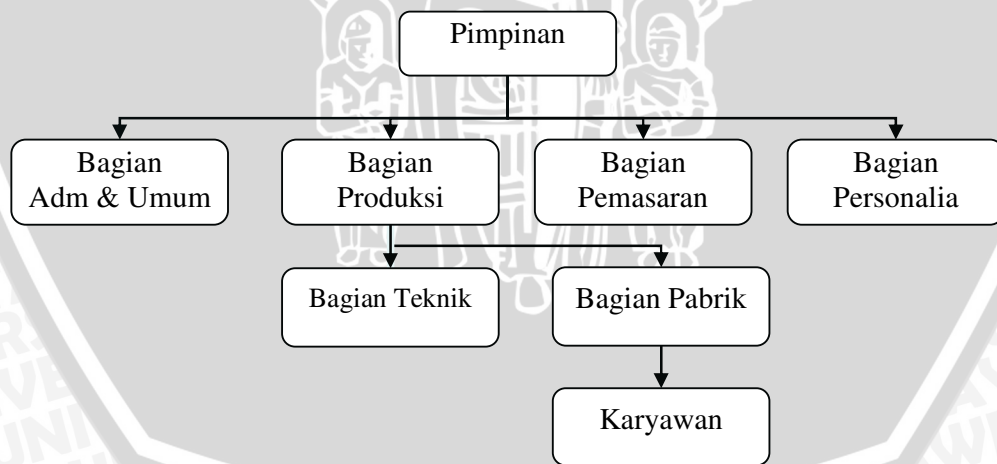 Pimpinan
Bagian
Adm & Umum
Bagian
Produksi
Bagian
Pemasaran
Bagian
Personalia
Bagian Teknik
Bagian Pabrik
Karyawan